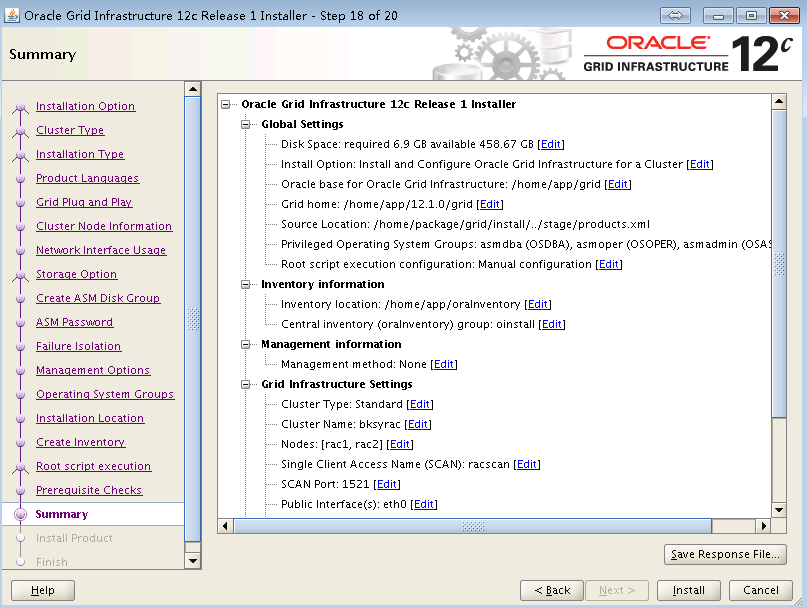 Oracle Grid Infrastructure 12c Release 1 Installer - Step 18 of 20
Summary
ORACLE
GRID INFRASTRUCTURE
12c
Installation Option
Cluster Type
Installation Type
Product Languages
Grid Plug and Play
Cluster Node Information
Network Interface Usage
Storage Option
Create ASM Disk Group
ASM Password
Failure Isolation
Management Options
Operating System Groups
Installation Location
Create Inventory
Root script execution
Prerequisite Checks
Summary
Install Product
Finish
Oracle Grid Infrastructure 12c Release 1 Installer
Global Settings
Disk Space: required 6.9 GB available 458.67 GB [Edit]
Install Option: Install and Configure Oracle Grid Infrastructure for a Cluster [Edit]
Oracle base for Oracle Grid Infrastructure: /home/app/grid [Edit]
Grid home: /home/app/12.1.0/grid [Edit]
Source Location: /home/package/grid/install/../stage/products.xml
Privileged Operating System Groups: asmdba (OSDBA), asmoper (OSOPER), asmadmin (OSAS
Root script execution configuration: Manual configuration [Edit]
Inventory information
Inventory location: /home/app/oraInventory [Edit]
Central inventory (oraInventory) group: oinstall [Edit]
Management information
Management method: None [Edit]
Grid Infrastructure Settings
Cluster Type: Standard [Edit]
Cluster Name: bksyrac [Edit]
Nodes: [rac1, rac2] [Edit]
Single Client Access Name (SCAN): racscan [Edit]
SCAN Port: 1521 [Edit]
Public Interface(s): eth0 [Edit]
Save Response File...
Help
< Back
Next >
Install
Cancel